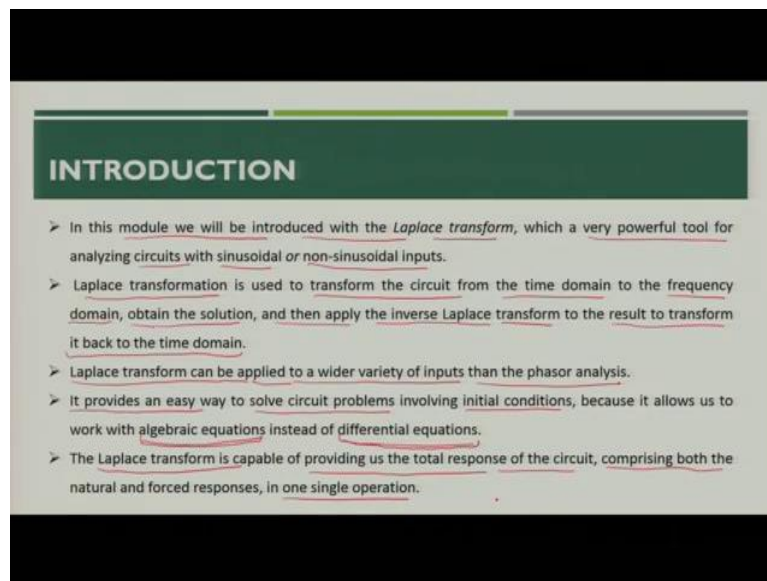 INTRODUCTION
➢ In this module we will be introduced with the Laplace transform, which a very powerful tool for
analyzing circuits with sinusoidal or non-sinusoidal inputs.
➢ Laplace transformation is used to transform the circuit from the time domain to the frequency
domain, obtain the solution, and then apply the inverse Laplace transform to the result to transform
it back to the time domain.
➢ Laplace transform can be applied to a wider variety of inputs than the phasor analysis.
➢ It provides an easy way to solve circuit problems involving initial conditions, because it allows us to
work with algebraic equations instead of differential equations.
➢ The Laplace transform is capable of providing us the total response of the circuit, comprising both the
natural and forced responses, in one single operation.